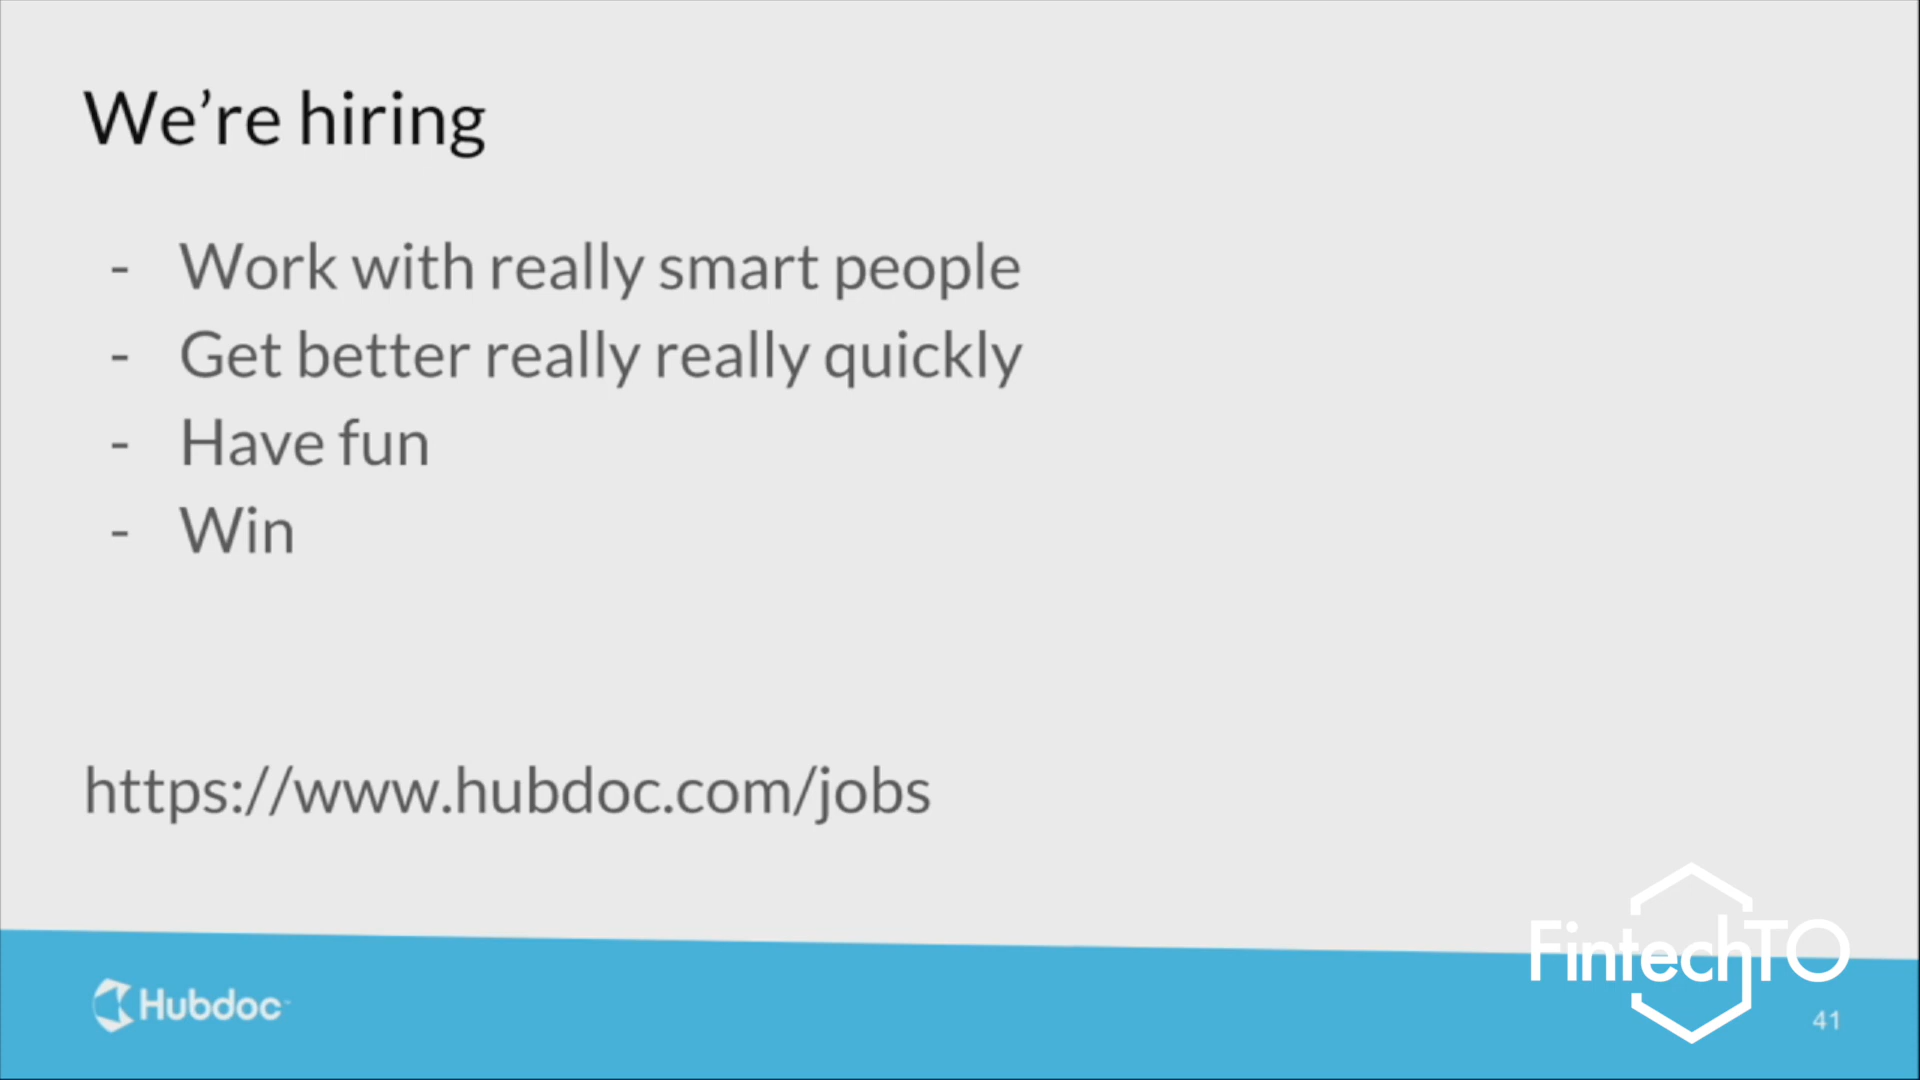 We’re hiring
- Work with really smart people
- Get better really really quickly
- Have fun
- Win
https://www.hubdoc.com/jobs
FintechTO
Hubdoc™
41